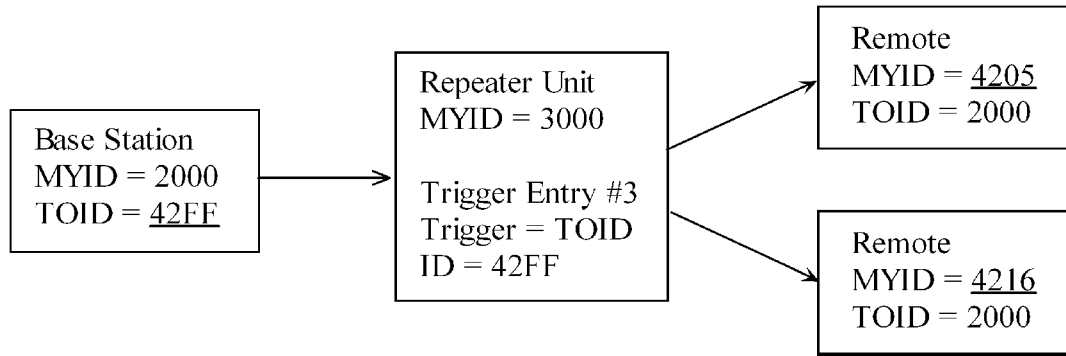 Base Station
MYID = 2000
TOID = 42FF
Repeater Unit
MYID = 3000
Trigger Entry #3
Trigger = TOID
ID = 42FF
Remote
MYID = 4205
TOID = 2000
Remote
MYID = 4216
TOID = 2000